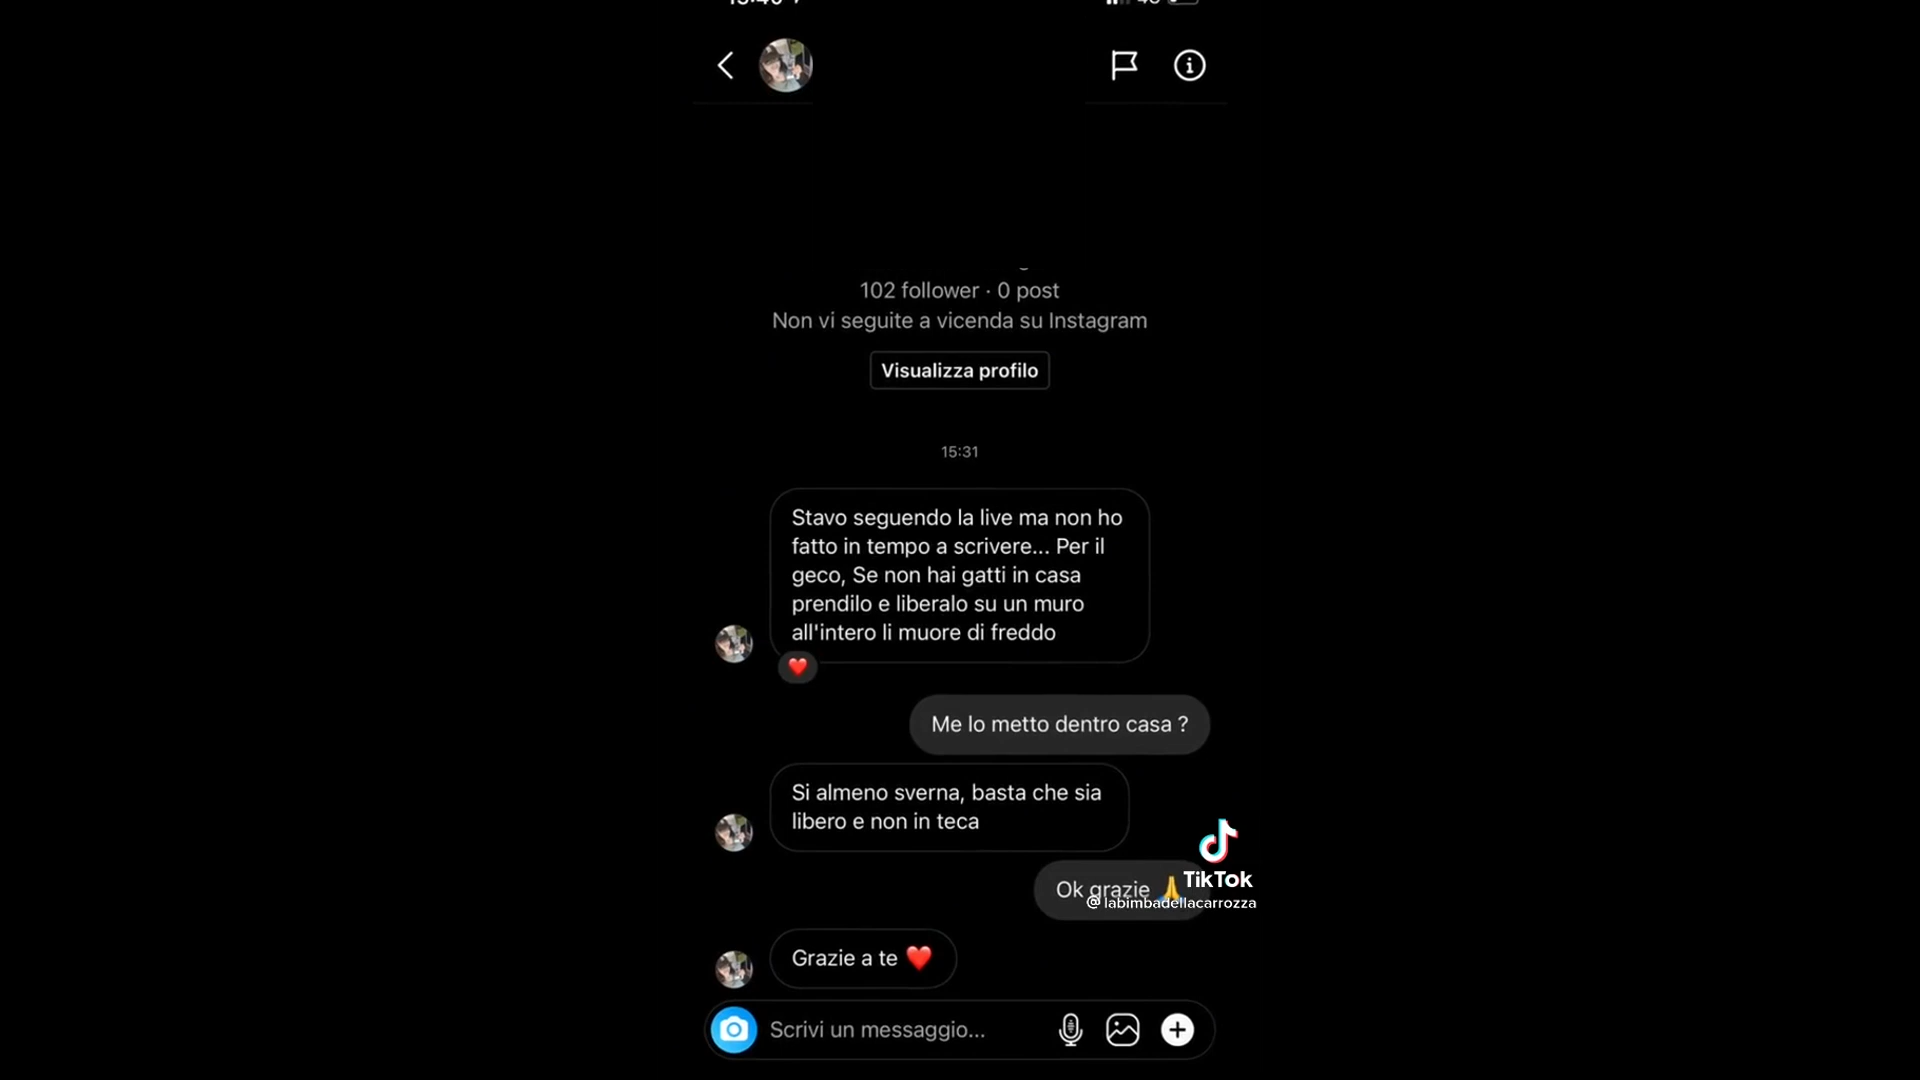 102 follower · 0 post
Non vi seguite a vicenda su Instagram
Visualizza profilo
15:31
Stavo seguendo la live ma non ho
fatto in tempo a scrivere... Per il
geco, Se non hai gatti in casa
prendilo e liberalo su un muro
all'intero li muore di freddo
Me lo metto dentro casa ?
Si almeno sverna, basta che sia
libero e non in teca
Ok grazie 🙏
TikTok
@labimbadellacarrozza
Grazie a te ❤️
Scrivi un messaggio...